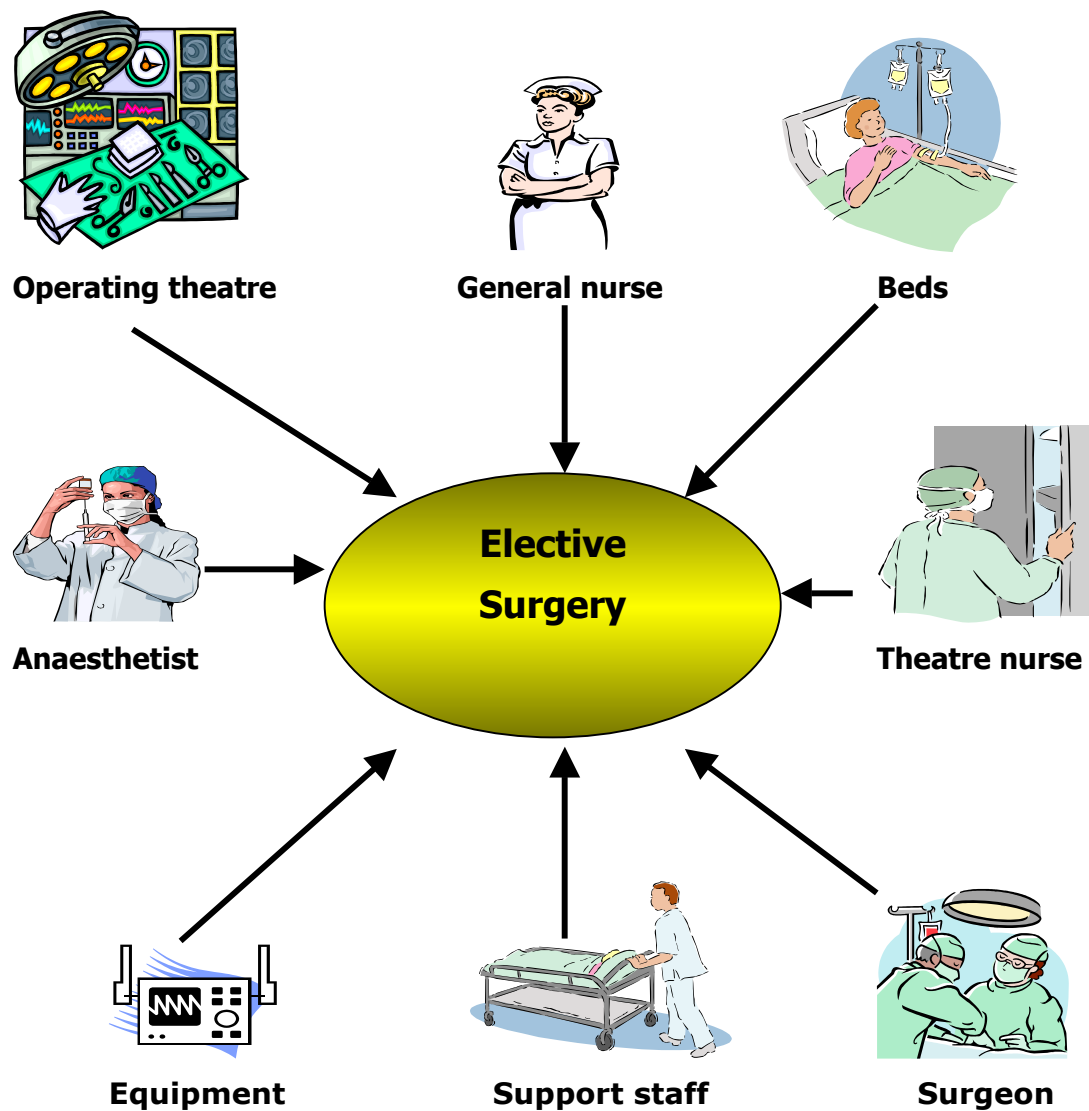 Operating theatre
General nurse
Beds
Elective
Surgery
Anaesthetist
Theatre nurse
Equipment
Support staff
Surgeon